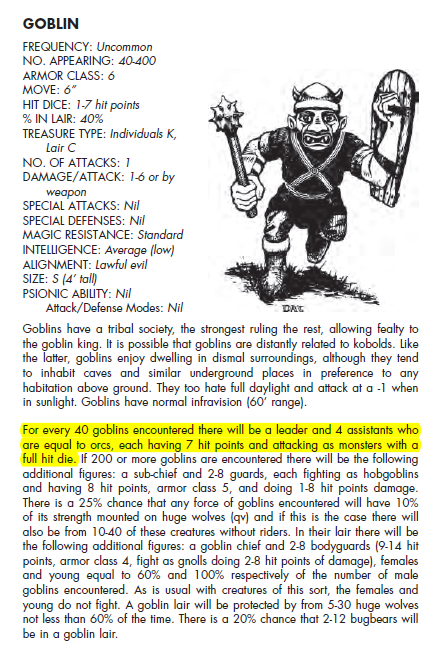 GOBLIN
FREQUENCY: Uncommon
NO. APPEARING: 40-400
ARMOR CLASS: 6
MOVE: 6″
HIT DICE: 1-7 hit points
% IN LAIR: 40%
TREASURE TYPE: Individuals K,
Lair C
NO. OF ATTACKS: 1
DAMAGE/ATTACK: 1-6 or by
weapon
SPECIAL ATTACKS: Nil
SPECIAL DEFENSES: Nil
MAGIC RESISTANCE: Standard
INTELLIGENCE: Average (low)
ALIGNMENT: Lawful evil
SIZE: S (4′ tall)
PSIONIC ABILITY: Nil
Attack/Defense Modes: Nil
Goblins have a tribal society, the strongest ruling the rest, allowing fealty to
the goblin king. It is possible that goblins are distantly related to kobolds. Like
the latter, goblins enjoy dwelling in dismal surroundings, although they tend
to inhabit caves and similar underground places in preference to any
habitation above ground. They too hate full daylight and attack at a -1 when
in sunlight. Goblins have normal infravision (60′ range).
For every 40 goblins encountered there will be a leader and 4 assistants who
are equal to orcs, each having 7 hit points and attacking as monsters with a
full hit die. If 200 or more goblins are encountered there will be the following
additional figures: a sub-chief and 2-8 guards, each fighting as hobgoblins
and having 8 hit points, armor class 5, and doing 1-8 hit points damage.
There is a 25% chance that any force of goblins encountered will have 10%
of its strength mounted on huge wolves (qv) and if this is the case there will
also be from 10-40 of these creatures without riders. In their lair there will be
the following additional figures: a goblin chief and 2-8 bodyguards (9-14 hit
points, armor class 4, fight as gnolls doing 2-8 hit points of damage), females
and young equal to 60% and 100% respectively of the number of male
goblins encountered. As is usual with creatures of this sort, the females and
young do not fight. A goblin lair will be protected by from 5-30 huge wolves
not less than 60% of the time. There is a 20% chance that 2-12 bugbears will
be in a goblin lair.